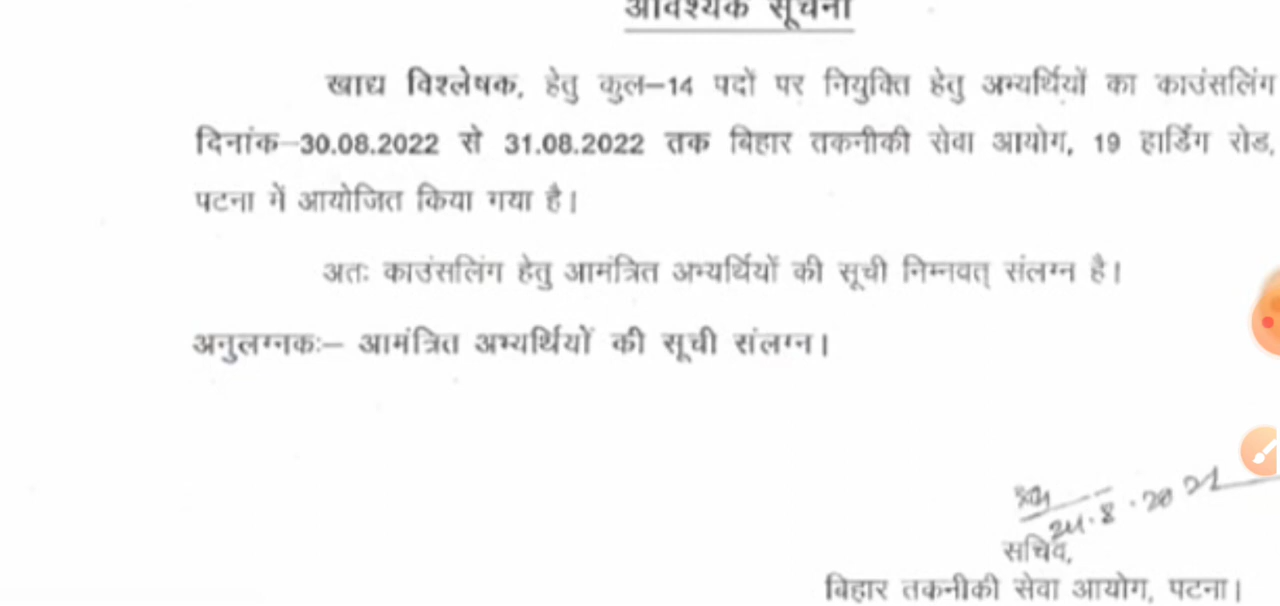 आवश्यक सूचना
खाद्य विश्लेषक, हेतु कुल–14 पदों पर नियुक्ति हेतु अभ्यर्थियों का काउंसलिंग
दिनांक–30.08.2022 से 31.08.2022 तक बिहार तकनीकी सेवा आयोग, 19 हार्डिंग रोड,
पटना में आयोजित किया गया है।
अतः काउंसलिंग हेतु आमंत्रित अभ्यर्थियों की सूची निम्नवत् संलग्न है।
अनुलग्नकः– आमंत्रित अभ्यर्थियों की सूची संलग्न।
सचिव,
बिहार तकनीकी सेवा आयोग, पटना।